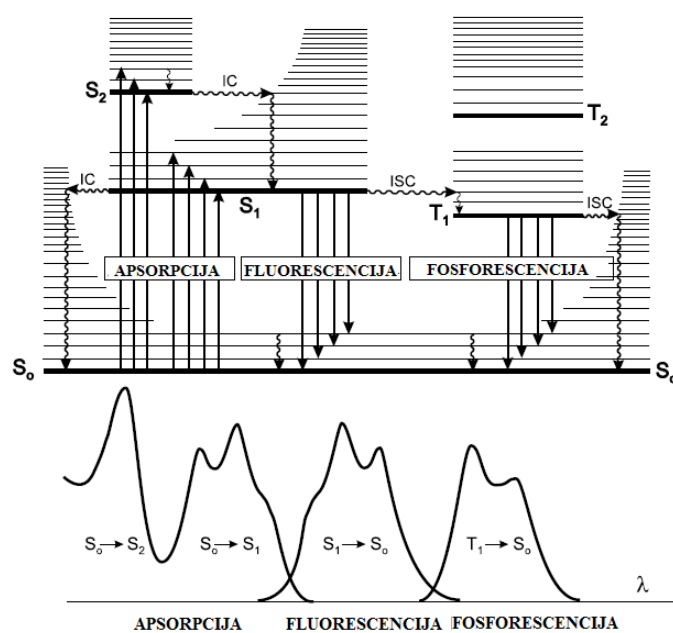 S2
IC
T2
IC
S1
ISC
T1
ISC
APSORPCIJA
FLUORESCENCIJA
FOSFORESCENCIJA
So
So
So → S2
So → S1
S1 → So
T1 → So
λ
APSORPCIJA
FLUORESCENCIJA
FOSFORESCENCIJA